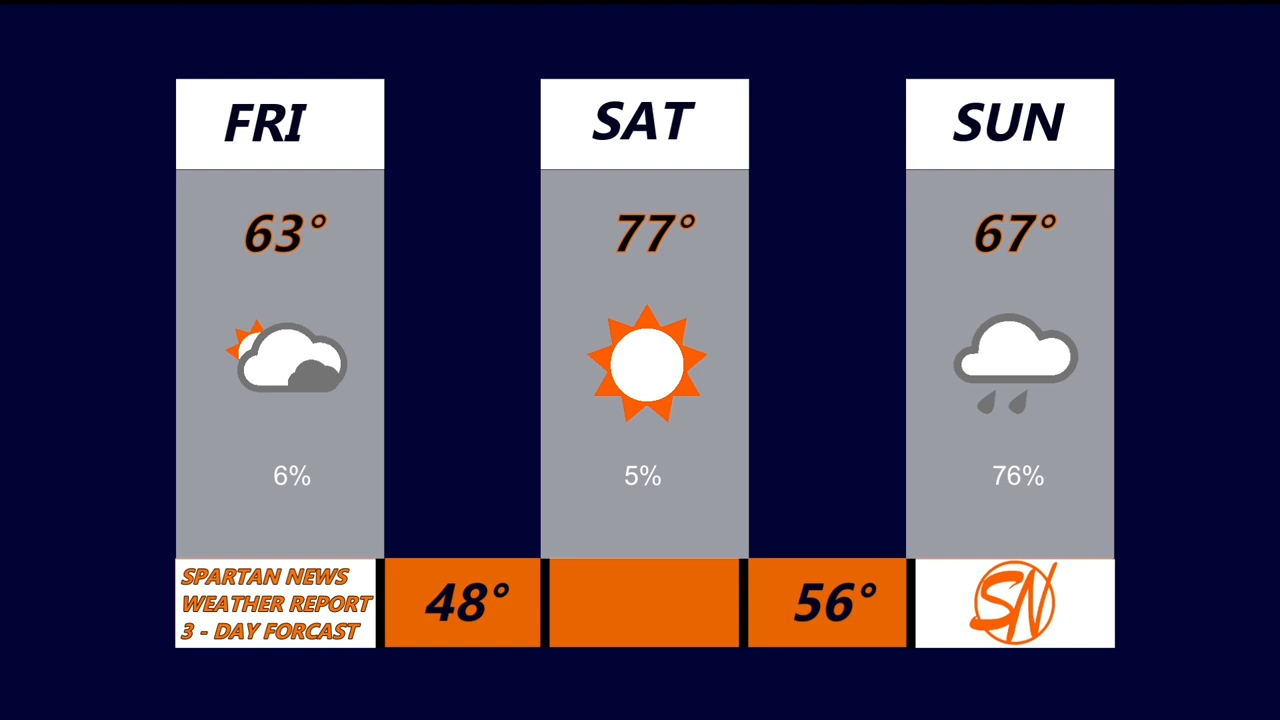 FRI
SAT
SUN
63°
77°
67°
6%
5%
76%
SPARTAN NEWS
WEATHER REPORT
3 - DAY FORCAST
48°
56°
SN